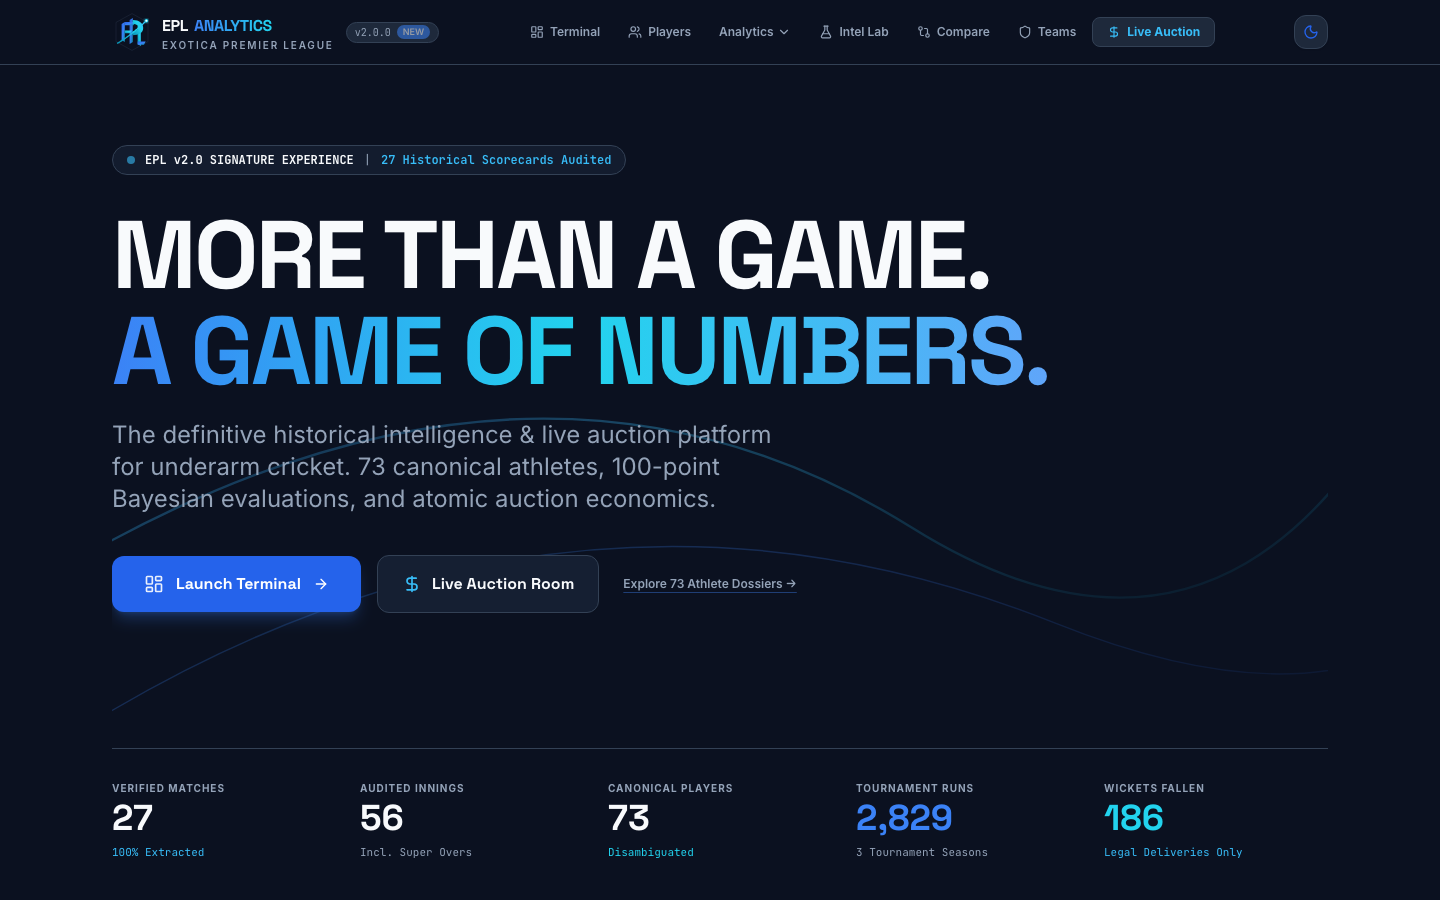 EPL ANALYTICS
EXOTICA PREMIER LEAGUE
v2.0.0 NEW
Terminal
Players
Analytics
Intel Lab
Compare
Teams
Live Auction
EPL v2.0 SIGNATURE EXPERIENCE | 27 Historical Scorecards Audited
MORE THAN A GAME.
A GAME OF NUMBERS.
The definitive historical intelligence & live auction platform
for underarm cricket. 73 canonical athletes, 100-point
Bayesian evaluations, and atomic auction economics.
Launch Terminal →
Live Auction Room
Explore 73 Athlete Dossiers →
VERIFIED MATCHES
27
100% Extracted
AUDITED INNINGS
56
Incl. Super Overs
CANONICAL PLAYERS
73
Disambiguated
TOURNAMENT RUNS
2,829
3 Tournament Seasons
WICKETS FALLEN
186
Legal Deliveries Only